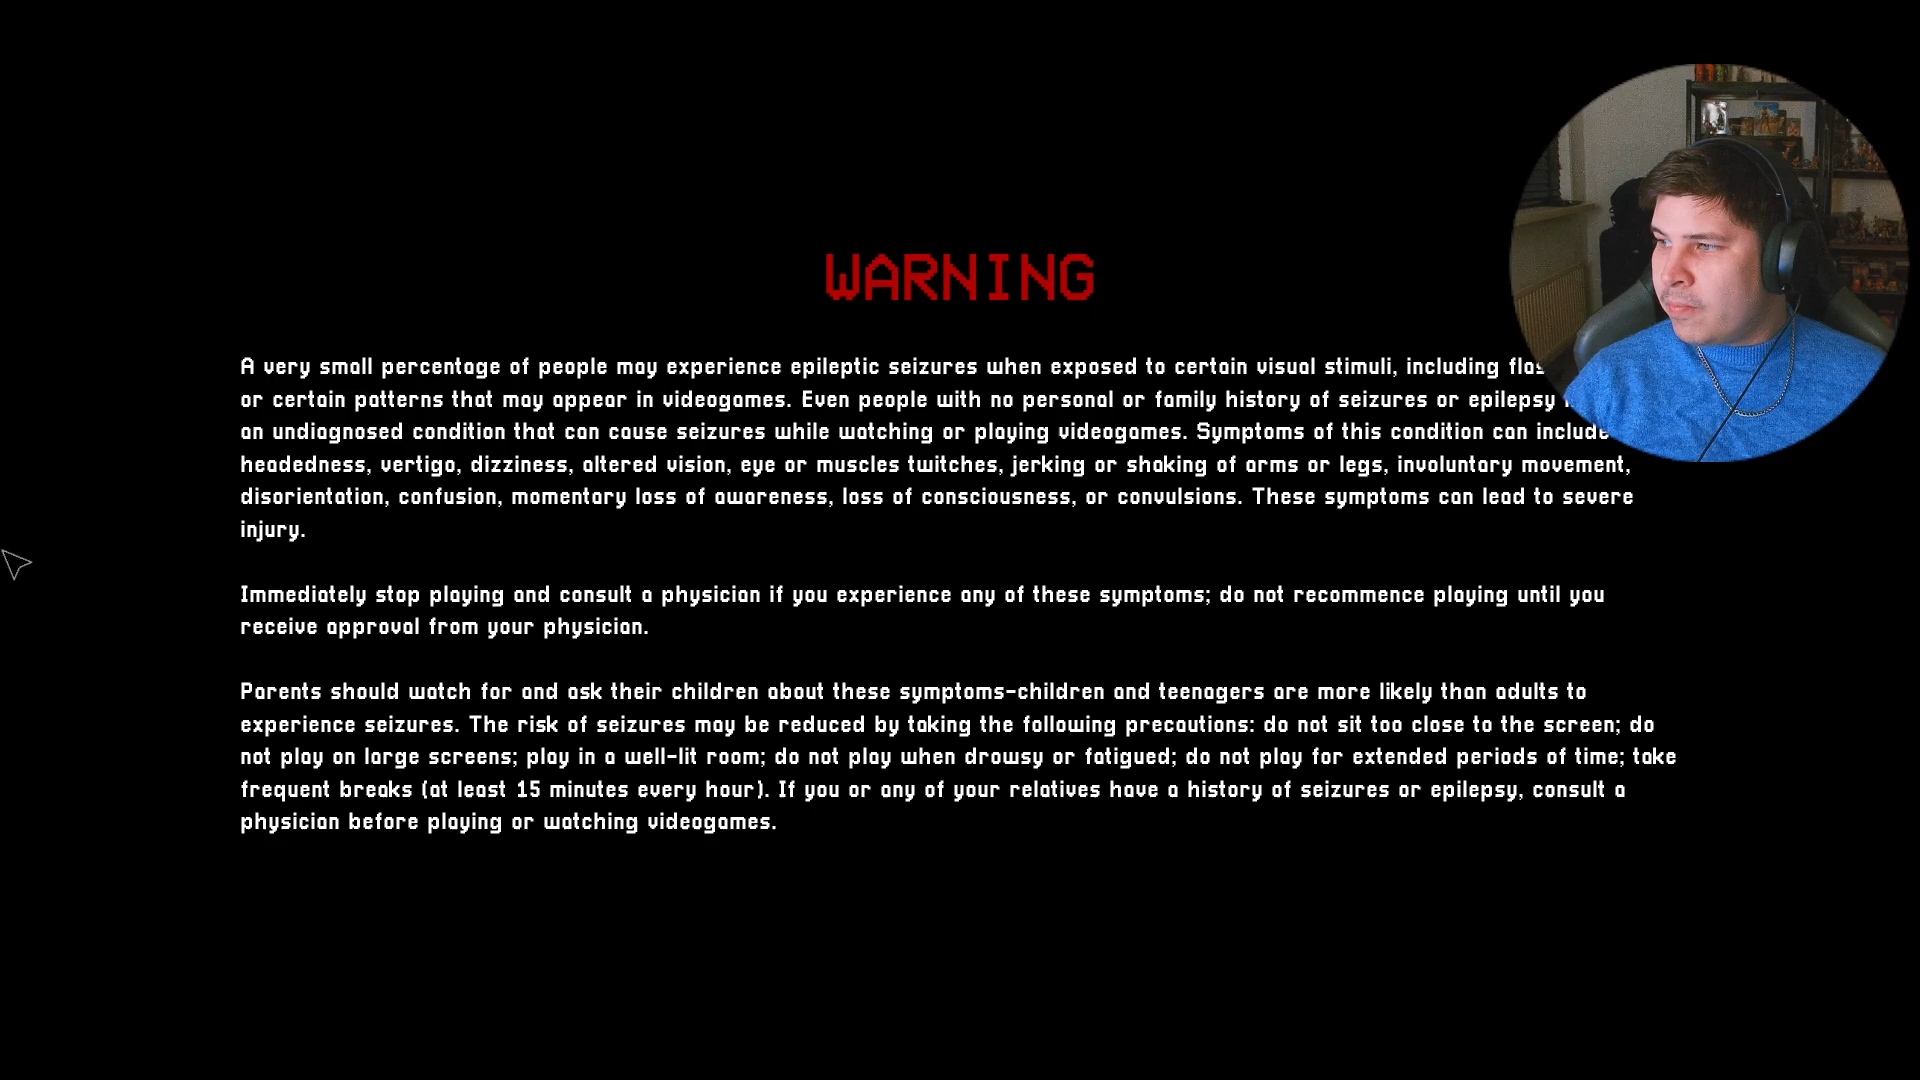 WARNING
A very small percentage of people may experience epileptic seizures when exposed to certain visual stimuli, including
or certain patterns that may appear in videogames. Even people with no personal or family history of seizures or epilepsy
an undiagnosed condition that can cause seizures while watching or playing videogames. Symptoms of this condition can include
headedness, vertigo, dizziness, altered vision, eye or muscles twitches, jerking or shaking of arms or legs, involuntary movement,
disorientation, confusion, momentary loss of awareness, loss of consciousness, or convulsions. These symptoms can lead to severe
injury.
Immediately stop playing and consult a physician if you experience any of these symptoms; do not recommence playing until you
receive approval from your physician.
Parents should watch for and ask their children about these symptoms-children and teenagers are more likely than adults to
experience seizures. The risk of seizures may be reduced by taking the following precautions: do not sit too close to the screen; do
not play on large screens; play in a well-lit room; do not play when drowsy or fatigued; do not play for extended periods of time; take
frequent breaks (at least 15 minutes every hour). If you or any of your relatives have a history of seizures or epilepsy, consult a
physician before playing or watching videogames.